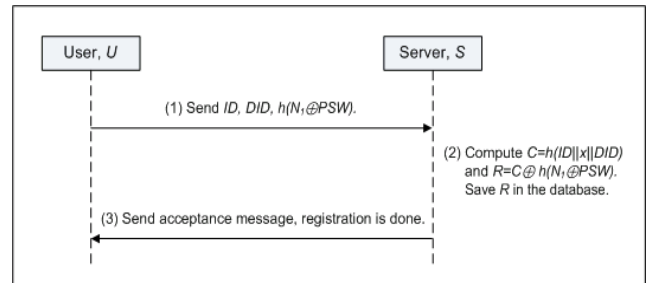 User, U
Server, S
(1) Send ID, DID, h(N₁⊕PSW).
(2) Compute C=h(ID||x||DID)
and R=C⊕ h(N₁⊕PSW).
Save R in the database.
(3) Send acceptance message, registration is done.